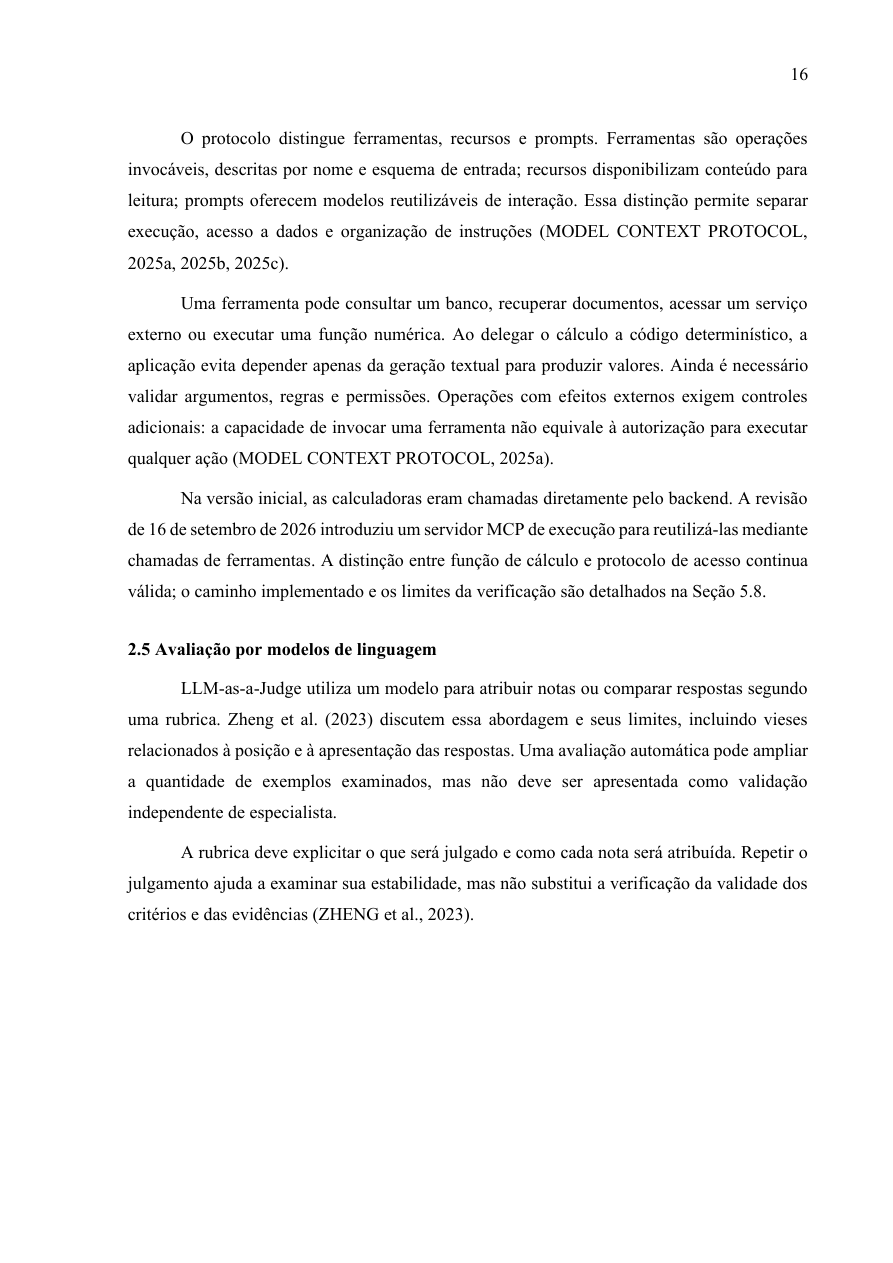 16
O protocolo distingue ferramentas, recursos e prompts. Ferramentas são operações
invocáveis, descritas por nome e esquema de entrada; recursos disponibilizam conteúdo para
leitura; prompts oferecem modelos reutilizáveis de interação. Essa distinção permite separar
execução, acesso a dados e organização de instruções (MODEL CONTEXT PROTOCOL,
2025a, 2025b, 2025c).
Uma ferramenta pode consultar um banco, recuperar documentos, acessar um serviço
externo ou executar uma função numérica. Ao delegar o cálculo a código determinístico, a
aplicação evita depender apenas da geração textual para produzir valores. Ainda é necessário
validar argumentos, regras e permissões. Operações com efeitos externos exigem controles
adicionais: a capacidade de invocar uma ferramenta não equivale à autorização para executar
qualquer ação (MODEL CONTEXT PROTOCOL, 2025a).
Na versão inicial, as calculadoras eram chamadas diretamente pelo backend. A revisão
de 16 de setembro de 2026 introduziu um servidor MCP de execução para reutilizá-las mediante
chamadas de ferramentas. A distinção entre função de cálculo e protocolo de acesso continua
válida; o caminho implementado e os limites da verificação são detalhados na Seção 5.8.
2.5 Avaliação por modelos de linguagem
LLM-as-a-Judge utiliza um modelo para atribuir notas ou comparar respostas segundo
uma rubrica. Zheng et al. (2023) discutem essa abordagem e seus limites, incluindo vieses
relacionados à posição e à apresentação das respostas. Uma avaliação automática pode ampliar
a quantidade de exemplos examinados, mas não deve ser apresentada como validação
independente de especialista.
A rubrica deve explicitar o que será julgado e como cada nota será atribuída. Repetir o
julgamento ajuda a examinar sua estabilidade, mas não substitui a verificação da validade dos
critérios e das evidências (ZHENG et al., 2023).